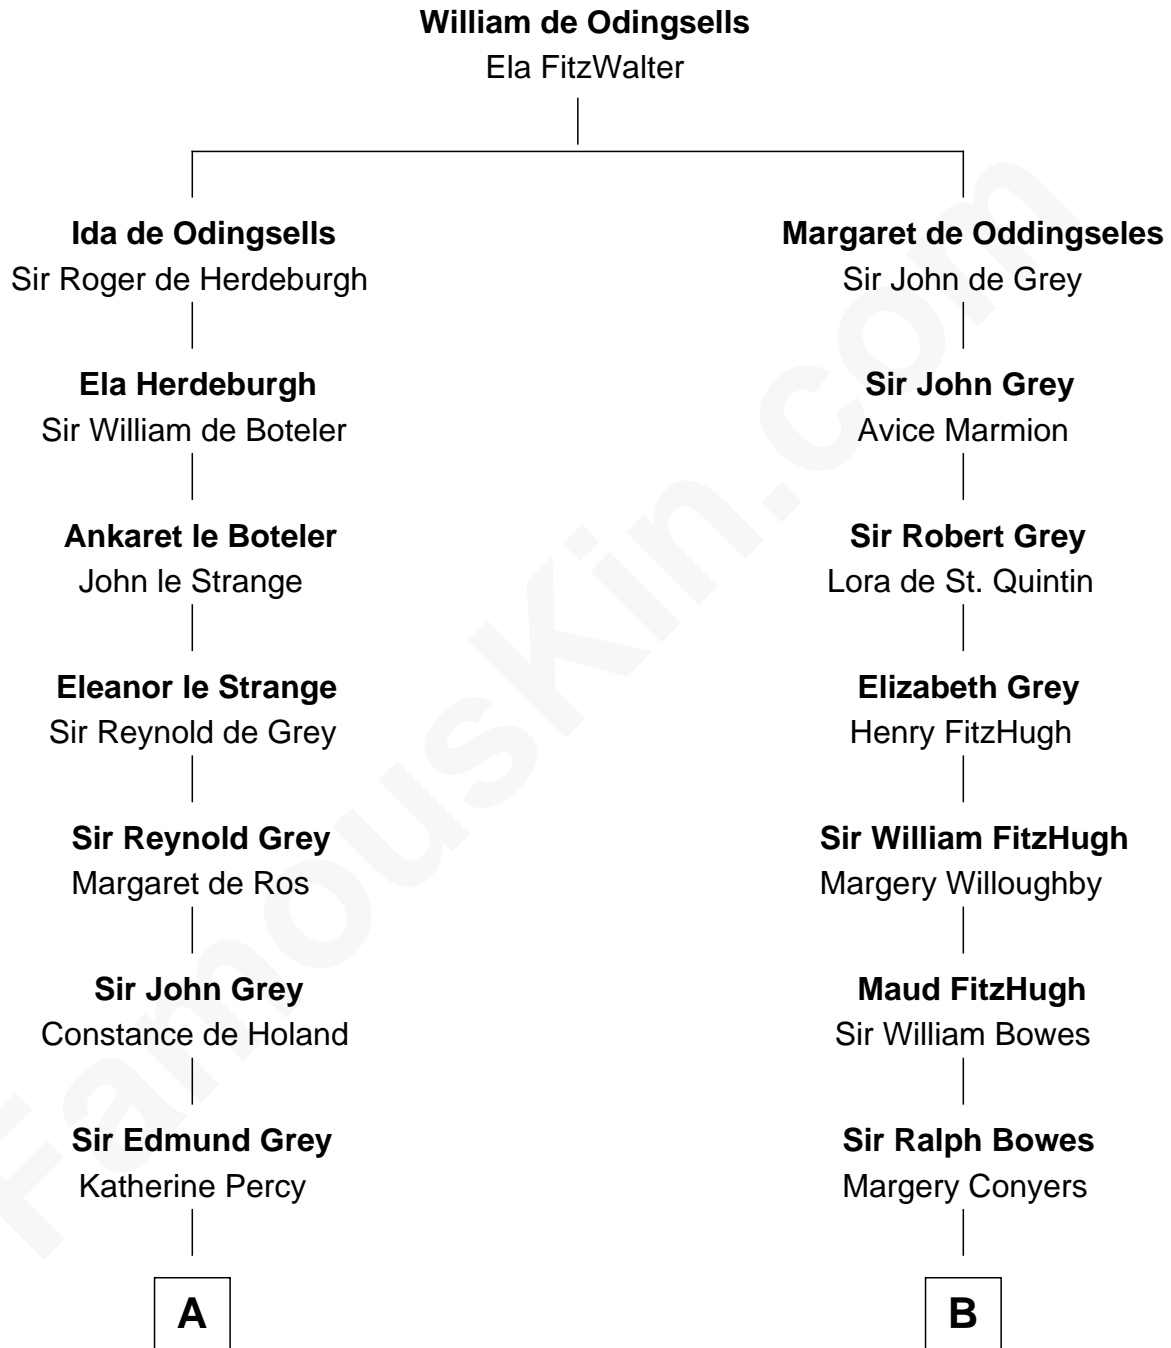 William de Odingsells
Ela FitzWalter
Ida de Odingsells
Sir Roger de Herdeburgh
Margaret de Oddingseles
Sir John de Grey
Ela Herdeburgh
Sir William de Boteler
Sir John Grey
Avice Marmion
Ankaret le Boteler
John le Strange
Sir Robert Grey
Lora de St. Quintin
Eleanor le Strange
Sir Reynold de Grey
Elizabeth Grey
Henry FitzHugh
Sir Reynold Grey
Margaret de Ros
Sir William FitzHugh
Margery Willoughby
Sir John Grey
Constance de Holand
Maud FitzHugh
Sir William Bowes
Sir Edmund Grey
Katherine Percy
Sir Ralph Bowes
Margery Conyers
A
B
FamousKin.com